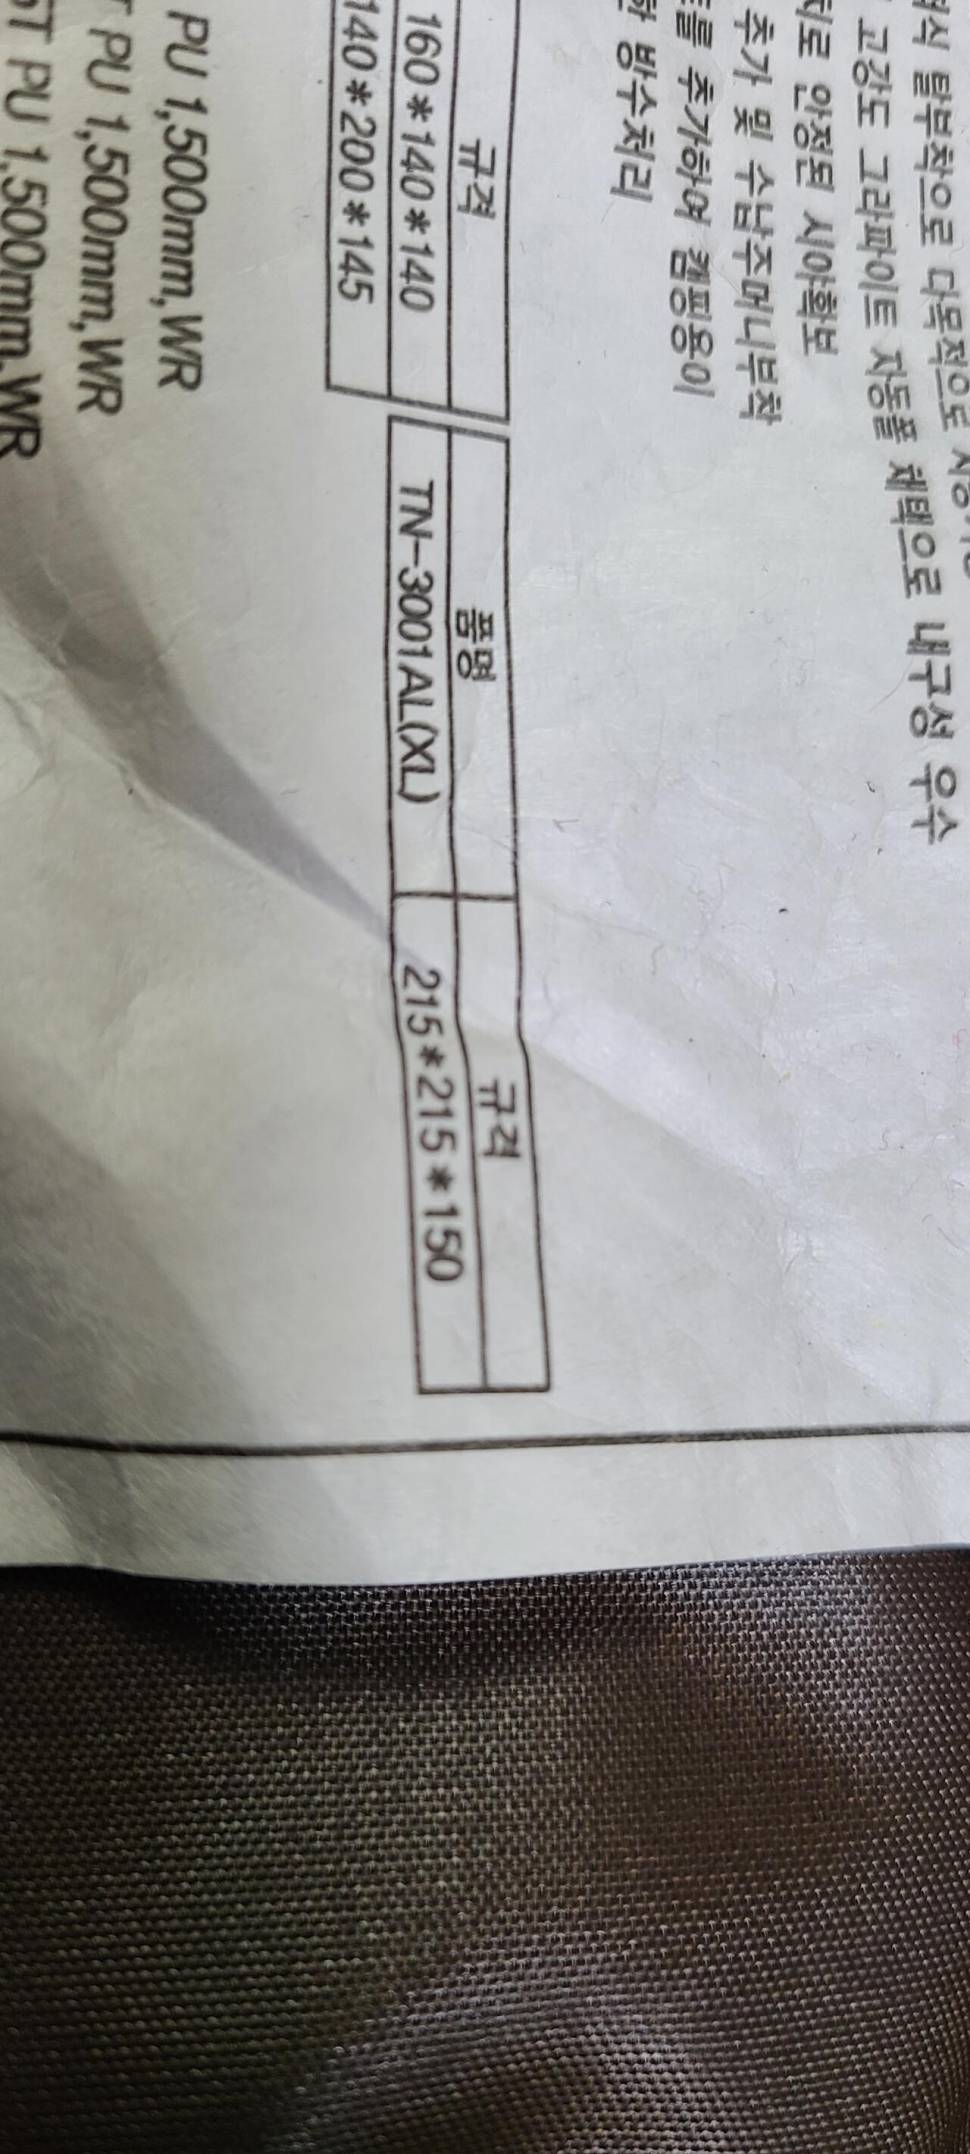 탈부착으로 다목적으로
고강도 그라파이트 자동폴 채택으로 내구성 우수
안정된 시야확보
추가 및 수납주머니부착
추가하여 캠핑용이
방수처리
규격
160*140*140
140*200*145
품명 규격
TN-3001AL(XL) 215*215*150
PU 1,500mm,WR
PU 1,500mm,WR
PU 1,500mm,WR